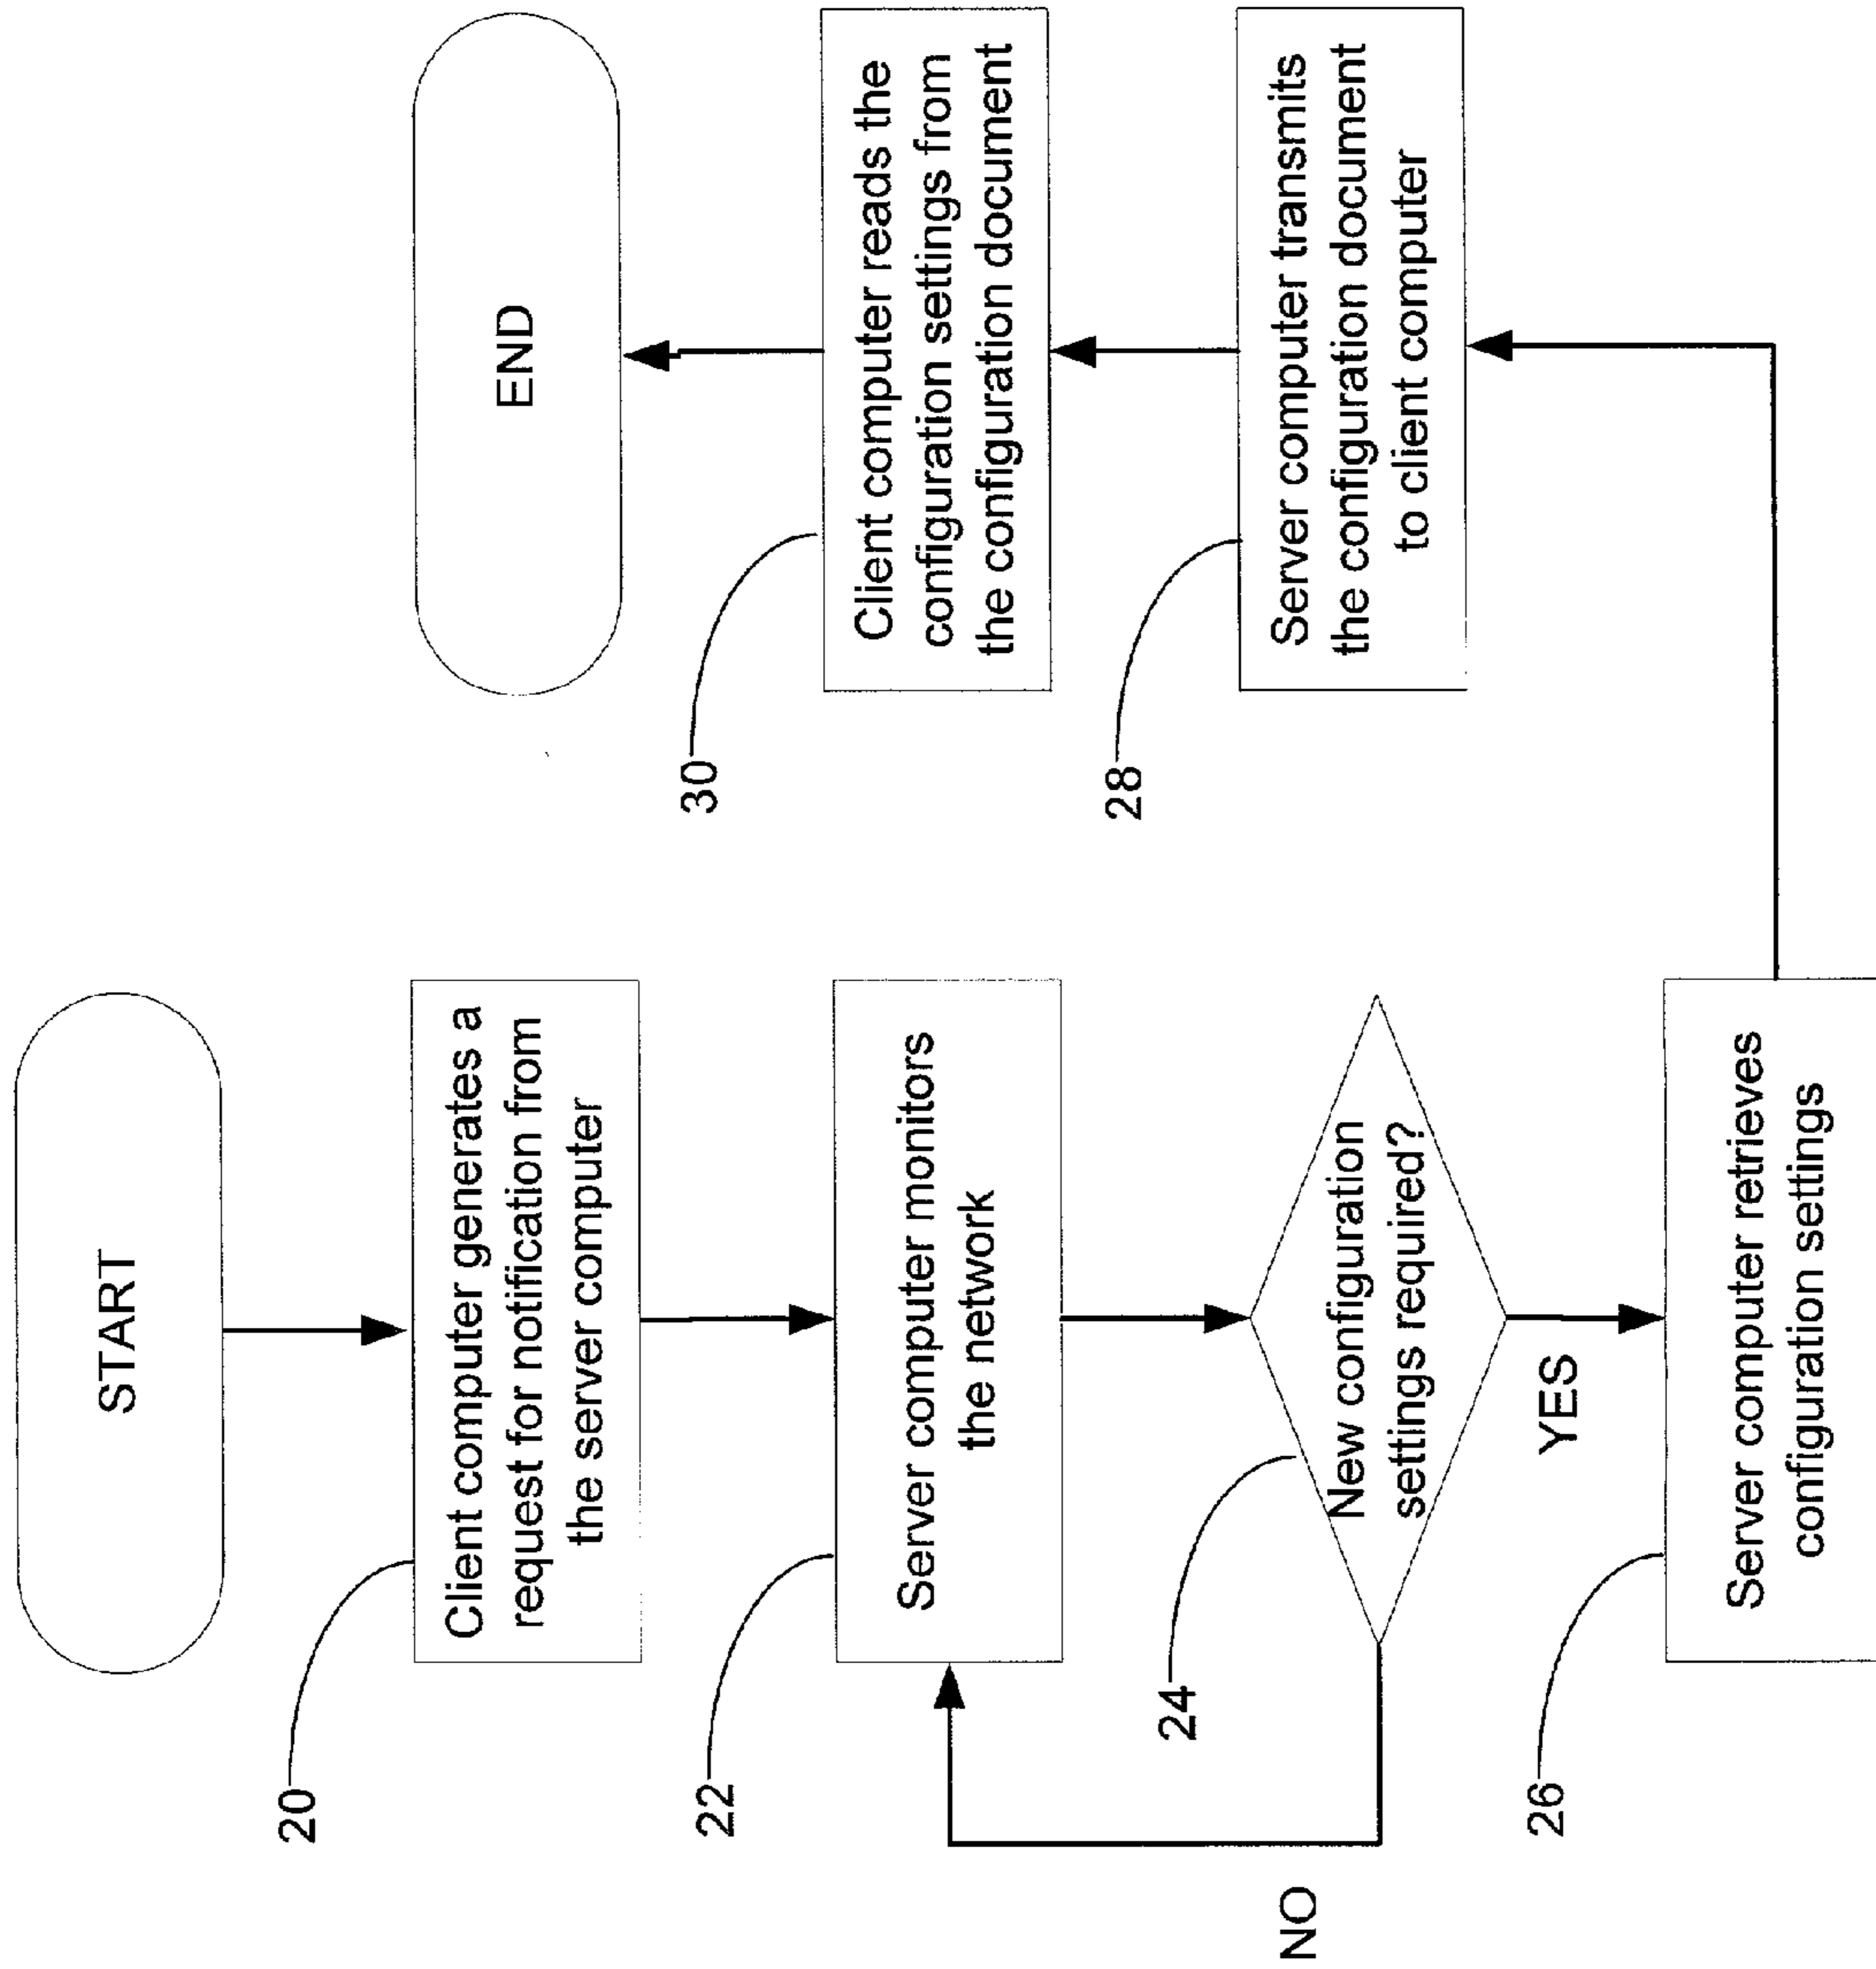 START
20
Client computer generates a
request for notification from
the server computer
22
Server computer monitors
the network
24
New configuration
settings required?
NO
YES
26
Server computer retrieves
configuration settings
28
Server computer transmits
the configuration document
to client computer
30
Client computer reads the
configuration settings from
the configuration document
END